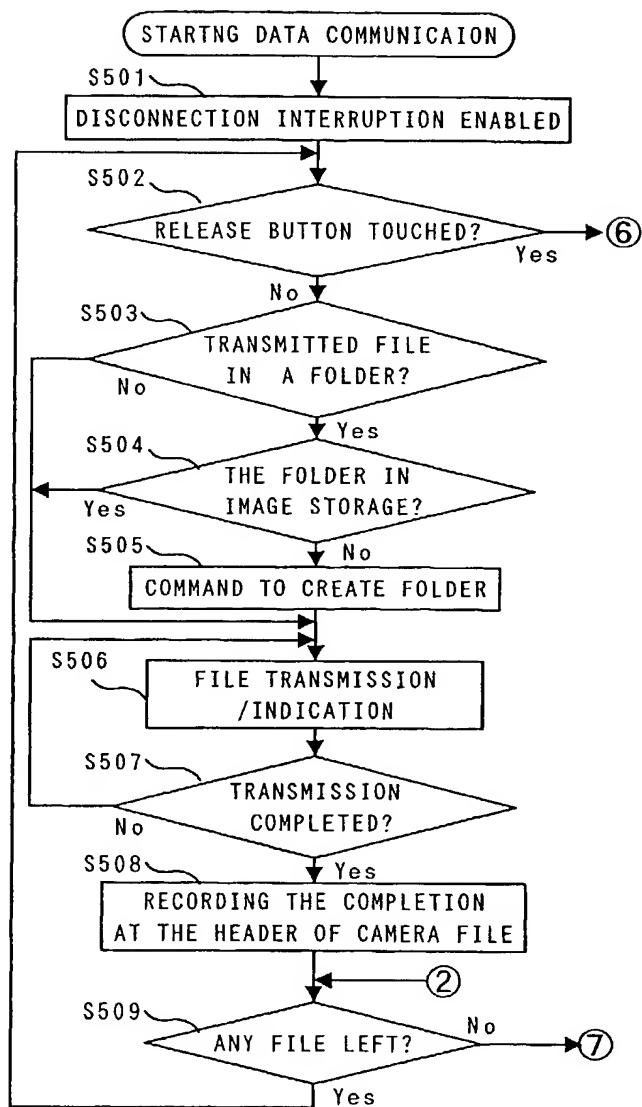 STARTNG DATA COMMUNICAION
S501
DISCONNECTION INTERRUPTION ENABLED
S502
RELEASE BUTTON TOUCHED?
⑥
Yes
No
S503
TRANSMITTED FILE
IN A FOLDER?
No
Yes
S504
THE FOLDER IN
IMAGE STORAGE?
Yes
No
S505
COMMAND TO CREATE FOLDER
S506
FILE TRANSMISSION
/INDICATION
S507
TRANSMISSION
COMPLETED?
No
Yes
S508
RECORDING THE COMPLETION
AT THE HEADER OF CAMERA FILE
②
S509
No
ANY FILE LEFT?
⑦
Yes